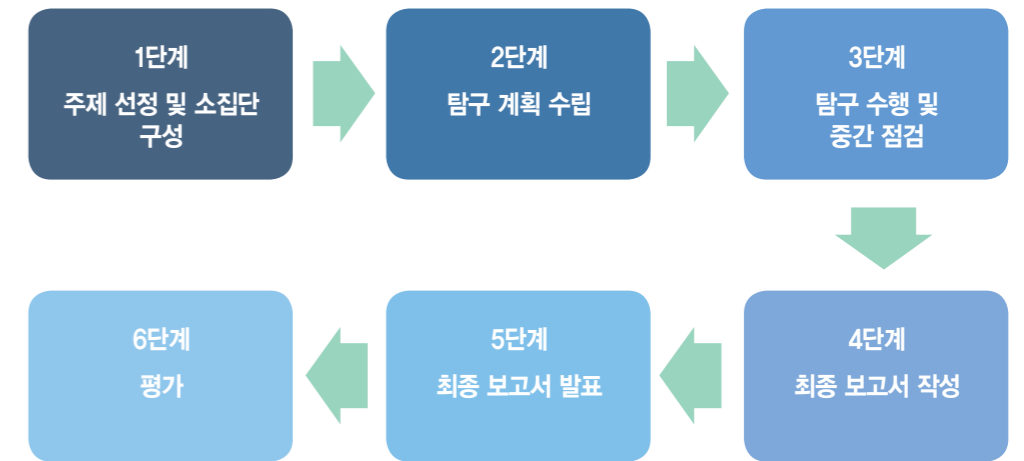 1단계
주제 선정 및 소집단
구성
2단계
탐구 계획 수립
3단계
탐구 수행 및
중간 점검
4단계
최종 보고서 작성
5단계
최종 보고서 발표
6단계
평가